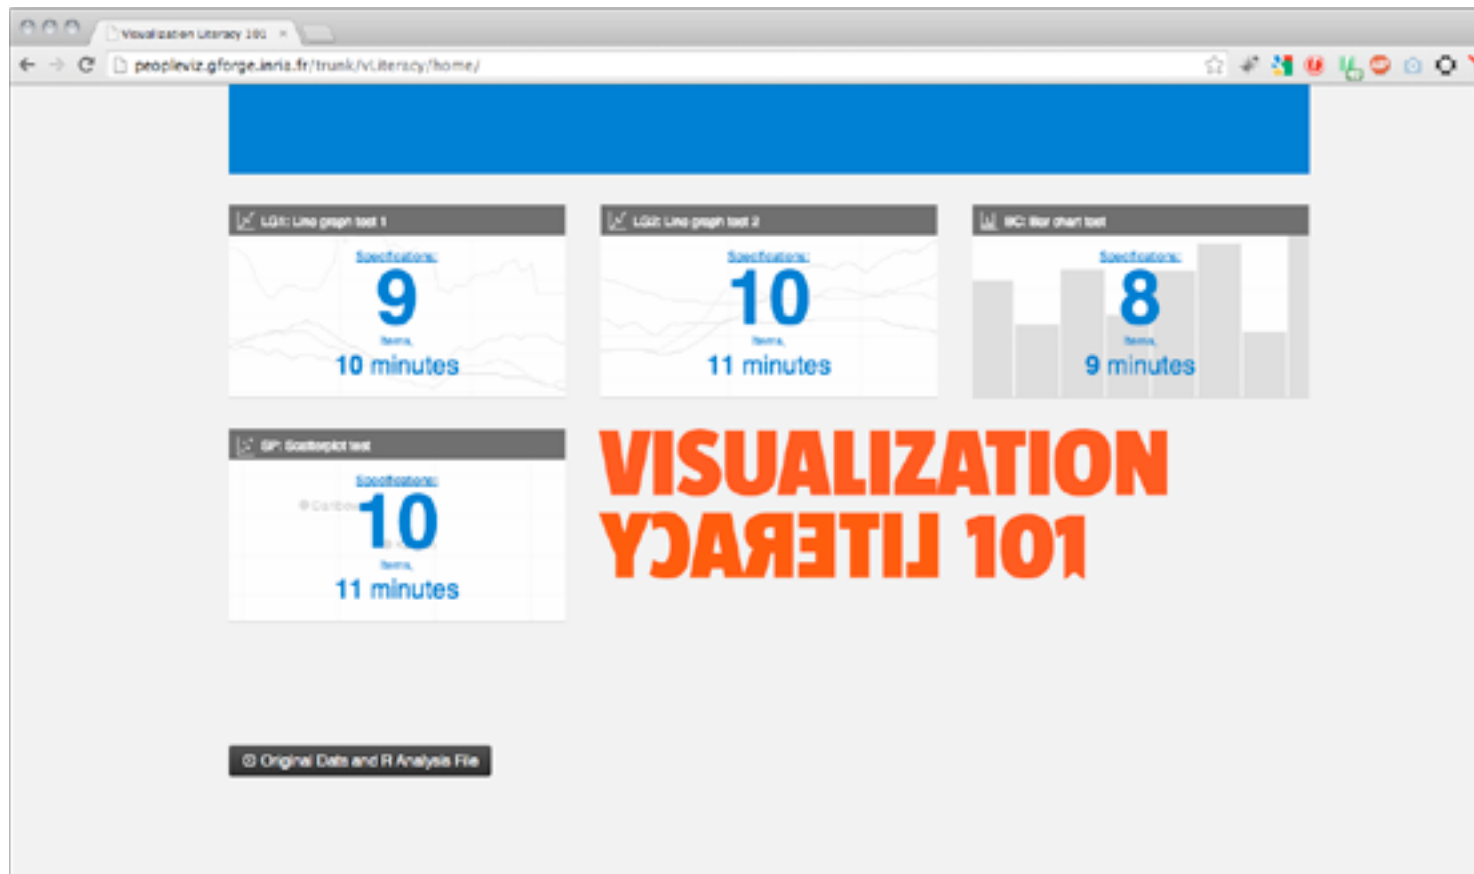 Visualization Literacy 101
peopleviz.gforge.inria.fr/trunk/vLiteracy/home/
LG1: Line graph test 1
Specifications:
9
items,
10 minutes
LG2: Line graph test 2
Specifications:
10
items,
11 minutes
BC: Bar chart test
Specifications:
8
items,
9 minutes
SP: Scatterplot test
Specifications:
10
items,
11 minutes
VISUALIZATION
LITERACY 101
Original Data and R Analysis File